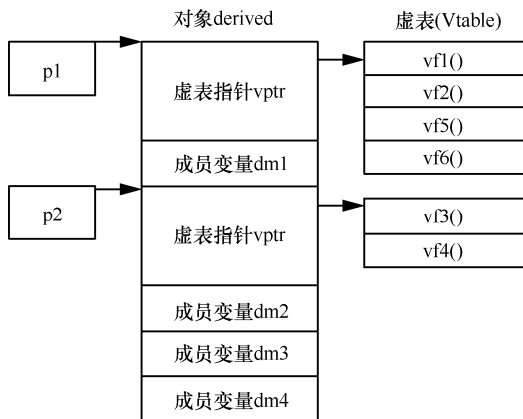 对象derived
虚表(Vtable)
p1
虚表指针vptr
vf1()
vf2()
vf5()
vf6()
成员变量dm1
p2
虚表指针vptr
vf3()
vf4()
成员变量dm2
成员变量dm3
成员变量dm4